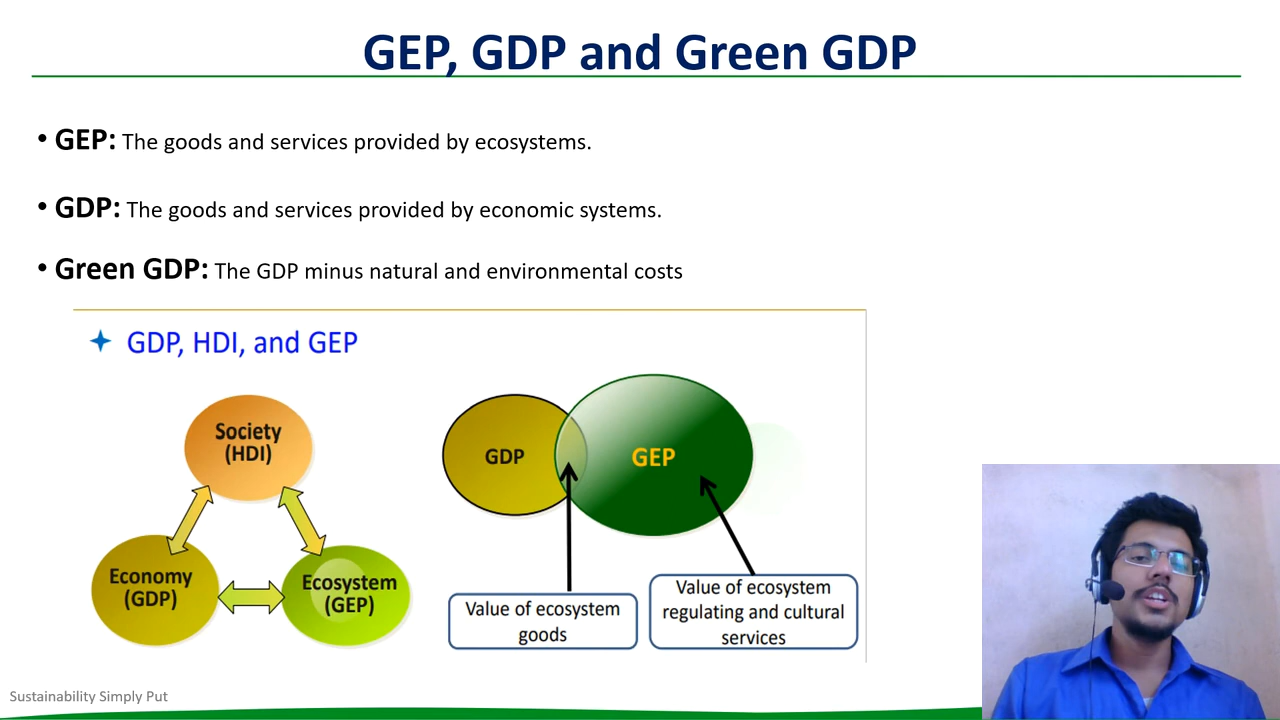 GEP, GDP and Green GDP
• GEP: The goods and services provided by ecosystems.
• GDP: The goods and services provided by economic systems.
• Green GDP: The GDP minus natural and environmental costs
GDP, HDI, and GEP
Society
(HDI)
Economy
(GDP)
Ecosystem
(GEP)
GDP
GEP
Value of ecosystem
goods
Value of ecosystem
regulating and cultural
services
Sustainability Simply Put